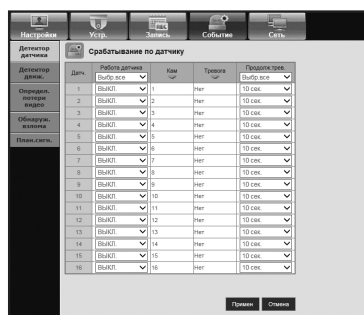 Настройки Устр. Запись Событие Сеть
REC
Детектор датчика
Срабатывание по датчику
Детектор движ.
Определ. потери видео
Обнаруж. взлома
План.сигн.
Датч. Работа датчика Кам Тревога Продолж.трев.
Выбр.все Выбр.все
1 ВЫКЛ. 1 Нет 10 сек.
2 ВЫКЛ. 2 Нет 10 сек.
3 ВЫКЛ. 3 Нет 10 сек.
4 ВЫКЛ. 4 Нет 10 сек.
5 ВЫКЛ. 5 Нет 10 сек.
6 ВЫКЛ. 6 Нет 10 сек.
7 ВЫКЛ. 7 Нет 10 сек.
8 ВЫКЛ. 8 Нет 10 сек.
9 ВЫКЛ. 9 Нет 10 сек.
10 ВЫКЛ. 10 Нет 10 сек.
11 ВЫКЛ. 11 Нет 10 сек.
12 ВЫКЛ. 12 Нет 10 сек.
13 ВЫКЛ. 13 Нет 10 сек.
14 ВЫКЛ. 14 Нет 10 сек.
15 ВЫКЛ. 15 Нет 10 сек.
16 ВЫКЛ. 16 Нет 10 сек.
Примен Отмена